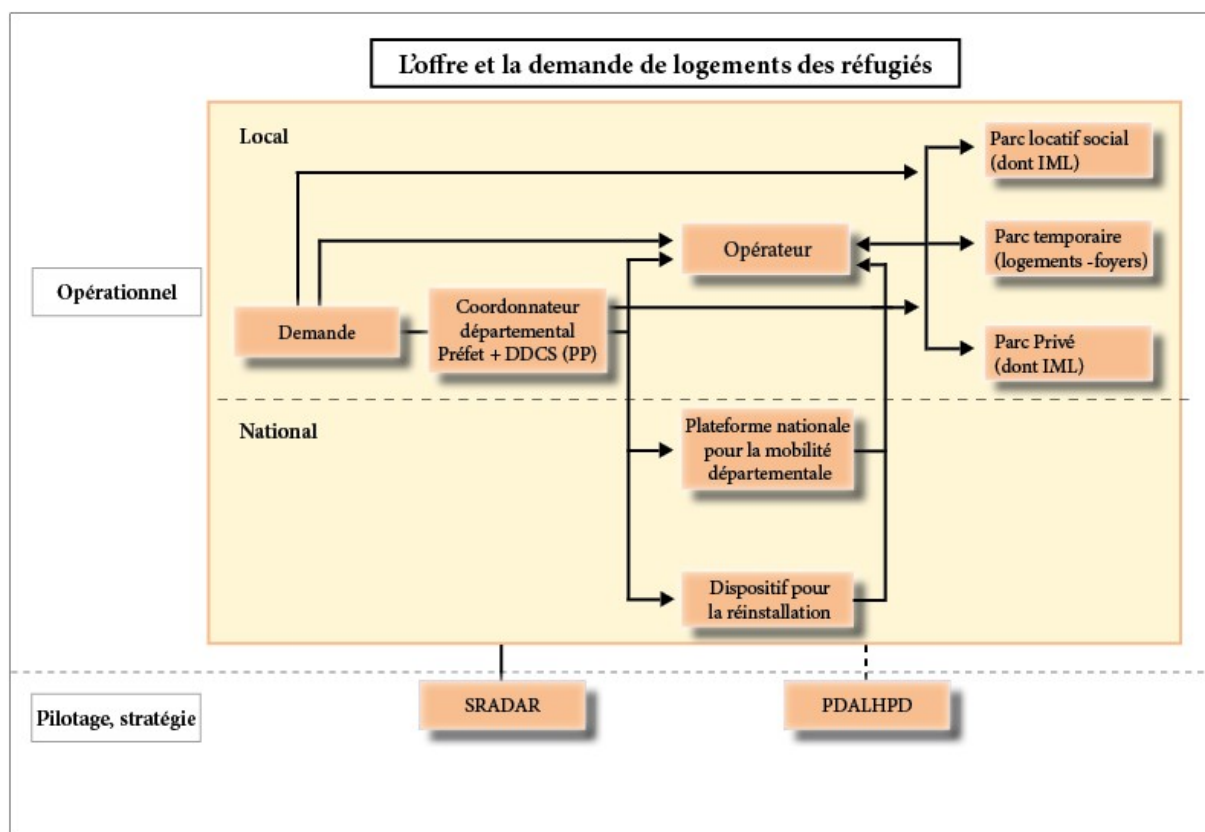 L'offre et la demande de logements des réfugiés
Local
Parc locatif social
(dont IML)
Opérateur
Parc temporaire
(logements -foyers)
Opérationnel
Demande
Coordonnateur
départemental
Préfet + DDCS (PP)
Parc Privé
(dont IML)
National
Plateforme nationale
pour la mobilité
départementale
Dispositif pour
la réinstallation
Pilotage, stratégie
SRADAR
PDALHPD